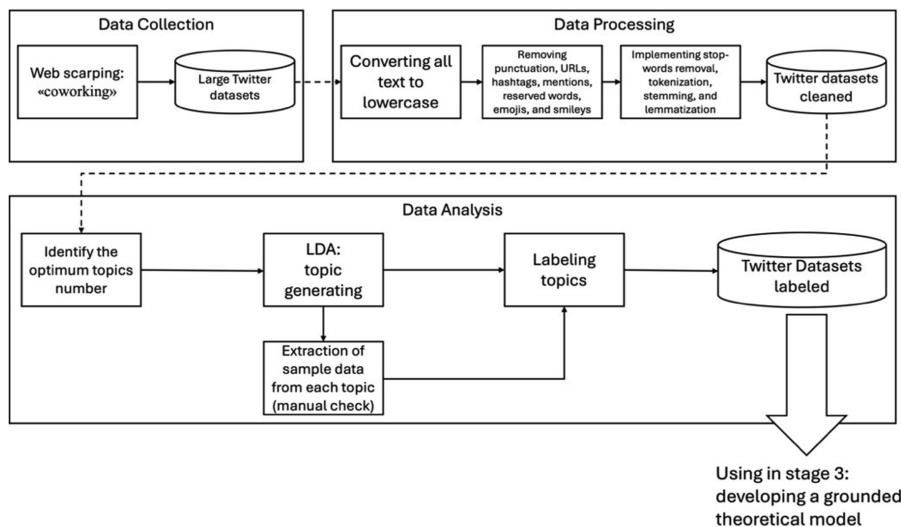 Data Collection
Web scarping:
«coworking»
Large Twitter
datasets
Data Processing
Converting all
text to
lowercase
Removing
punctuation, URLs,
hashtags, mentions,
reserved words,
emojis, and smileys
Implementing stop-
words removal,
tokenization,
stemming, and
lemmatization
Twitter datasets
cleaned
Data Analysis
Identify the
optimum topics
number
LDA:
topic
generating
Extraction of
sample data
from each topic
(manual check)
Labeling
topics
Twitter Datasets
labeled
Using in stage 3:
developing a grounded
theoretical model